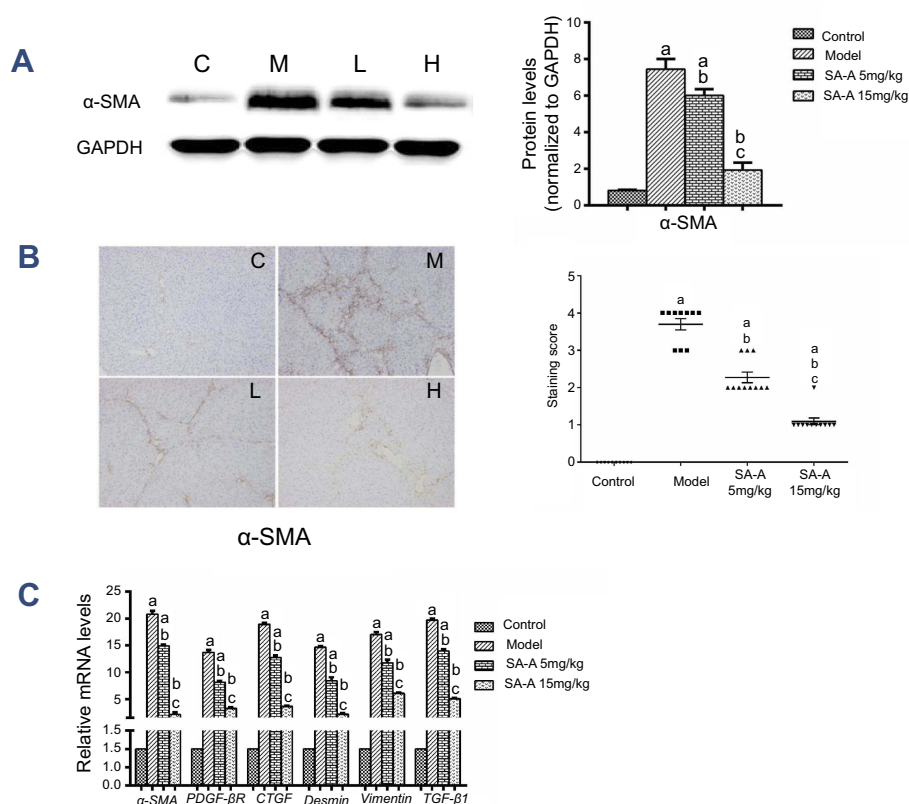 A
C M L H
α-SMA
GAPDH
Protein levels
(normalized to GAPDH)
10
8
6
4
2
0
a
a
b
b
c
α-SMA
Control
Model
SA-A 5mg/kg
SA-A 15mg/kg
B
C
M
L
H
α-SMA
Staining score
5
4
3
2
1
0
a
a
b
a
b
c
Control
Model
SA-A
5mg/kg
SA-A
15mg/kg
C
Relative mRNA levels
25
20
15
10
5
1.5
1.5
0.0
a
a
b
b
c
a
a
b
b
c
a
a
b
b
c
a
a
b
b
c
a
a
b
b
c
a
a
b
b
c
α-SMA PDGF-βR CTGF Desmin Vimentin TGF-β1
Control
Model
SA-A 5mg/kg
SA-A 15mg/kg